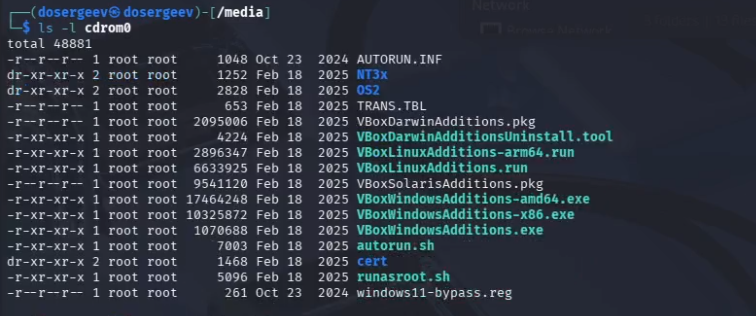 ┌──(dosergeev㉿dosergeev)-[/media]
└─$ ls -l cdrom0
total 48881
-r--r--r-- 1 root root     1048 Oct 23  2024 AUTORUN.INF
dr-xr-xr-x 2 root root     1252 Feb 18  2025 NT3x
dr-xr-xr-x 2 root root     2828 Feb 18  2025 OS2
-r--r--r-- 1 root root      653 Feb 18  2025 TRANS.TBL
-r--r--r-- 1 root root  2095006 Feb 18  2025 VBoxDarwinAdditions.pkg
-r-xr-xr-x 1 root root     4224 Feb 18  2025 VBoxDarwinAdditionsUninstall.tool
-r-xr-xr-x 1 root root  2896347 Feb 18  2025 VBoxLinuxAdditions-arm64.run
-r-xr-xr-x 1 root root  6633925 Feb 18  2025 VBoxLinuxAdditions.run
-r--r--r-- 1 root root  9541120 Feb 18  2025 VBoxSolarisAdditions.pkg
-r-xr-xr-x 1 root root 17464248 Feb 18  2025 VBoxWindowsAdditions-amd64.exe
-r-xr-xr-x 1 root root 10325872 Feb 18  2025 VBoxWindowsAdditions-x86.exe
-r-xr-xr-x 1 root root  1070688 Feb 18  2025 VBoxWindowsAdditions.exe
-r-xr-xr-x 1 root root     7003 Feb 18  2025 autorun.sh
dr-xr-xr-x 2 root root     1468 Feb 18  2025 cert
-r-xr-xr-x 1 root root     5096 Feb 18  2025 runasroot.sh
-r--r--r-- 1 root root      261 Oct 23  2024 windows11-bypass.reg
Network